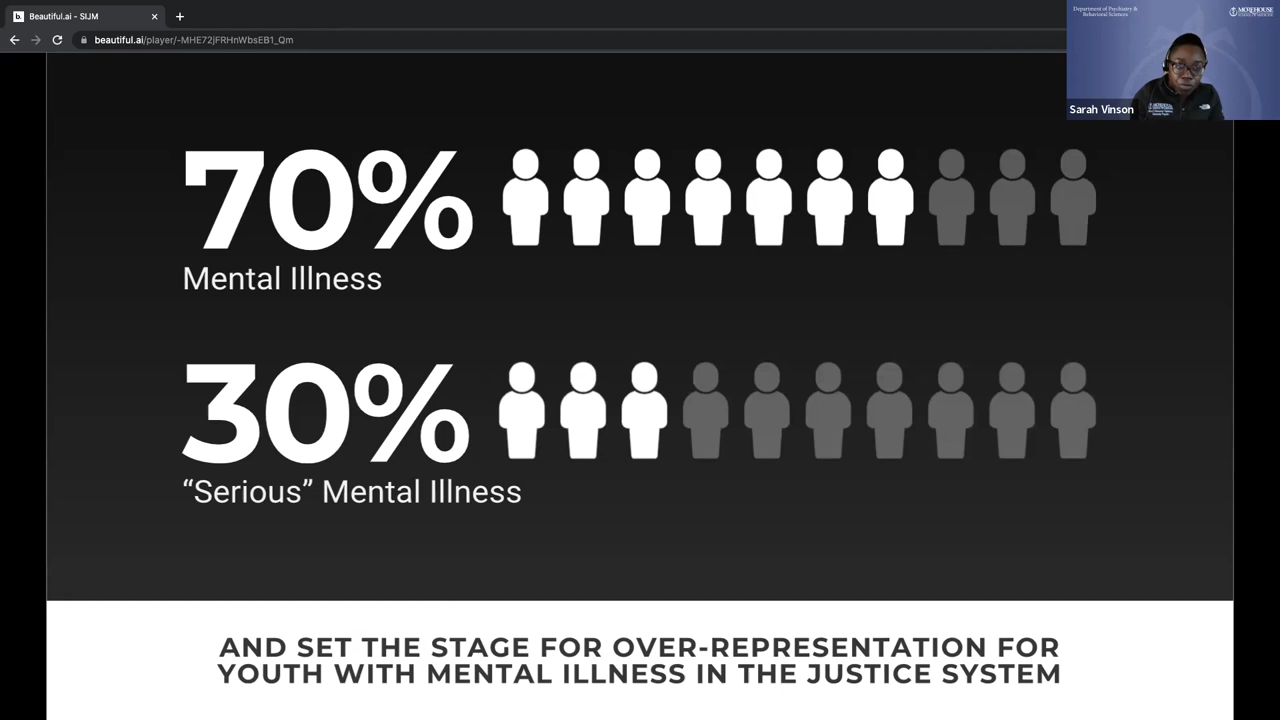 Beautiful.ai - SIJM
beautiful.ai/player/-MHE72jFRHnWbsEB1_Qm
Department of Psychiatry &
Behavioral Sciences
MOREHOUSE
Sarah Vinson
70%
Mental Illness
30%
“Serious” Mental Illness
AND SET THE STAGE FOR OVER-REPRESENTATION FOR
YOUTH WITH MENTAL ILLNESS IN THE JUSTICE SYSTEM